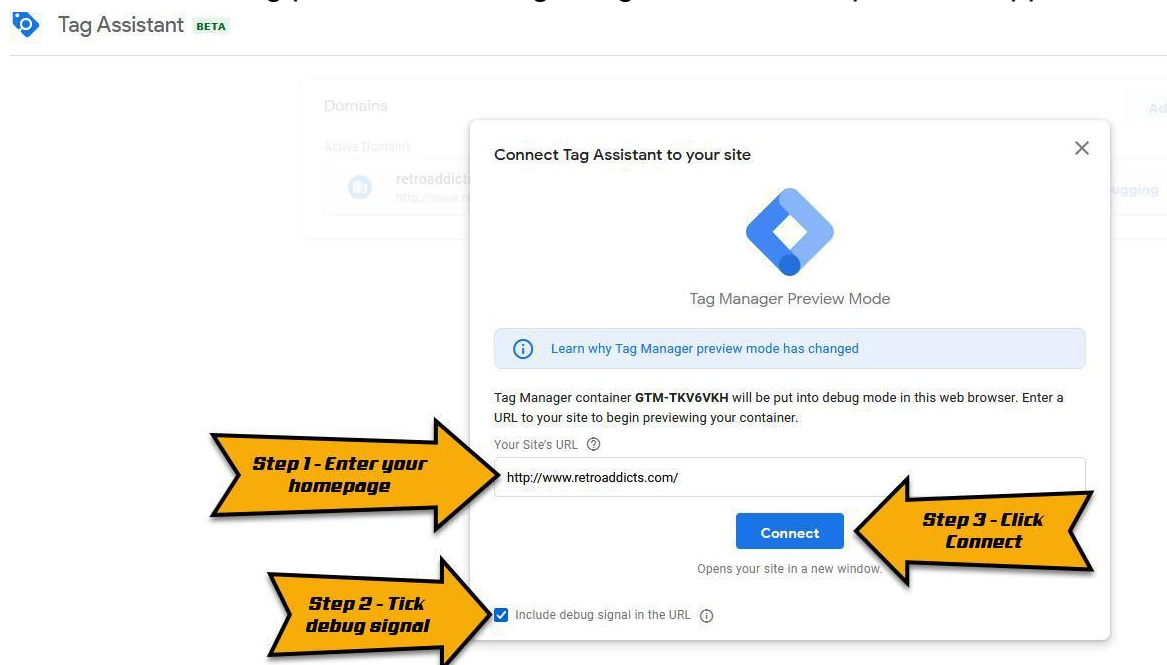 Tag Assistant BETA
Domains
Ad
Active Domains
Connect Tag Assistant to your site
retroaddict
http://www.r
ugging
Tag Manager Preview Mode
Learn why Tag Manager preview mode has changed
Tag Manager container GTM-TKV6VKH will be put into debug mode in this web browser. Enter a
URL to your site to begin previewing your container.
Your Site's URL
Step 1 - Enter your
homepage
http://www.retroaddicts.com/
Step 3 - Click
Connect
Connect
Opens your site in a new window.
Step 2 - Tick
debug signal
Include debug signal in the URL